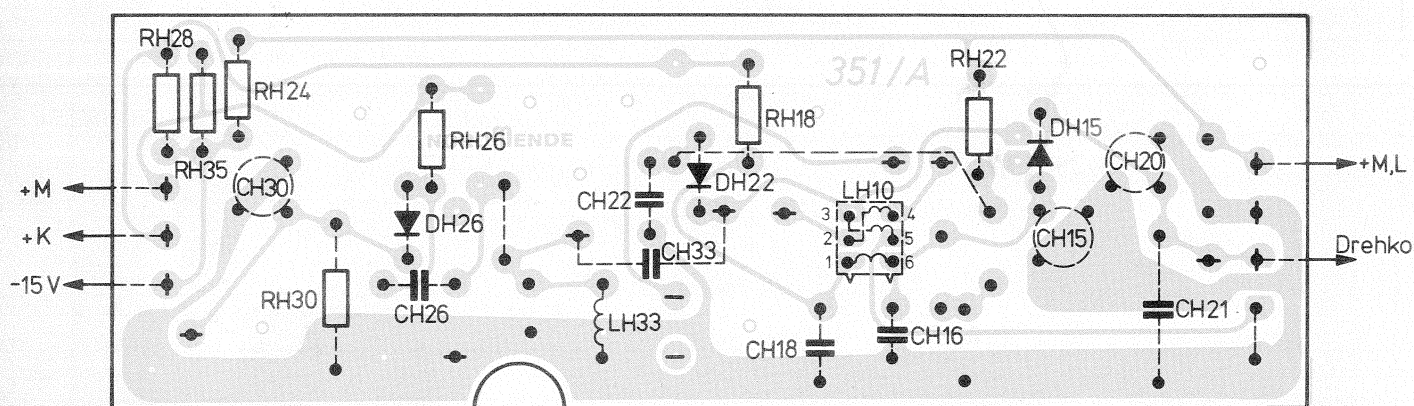 RH28
RH24
RH35
RH26
351/A
RH18
RH22
DH15
CH20
+M
CH30
CH22
DH22
LH10
+M,L
+K
DH26
3
4
2
5
1
6
CH33
CH15
Drehko
-15V
RH30
CH26
LH33
CH18
CH16
CH21